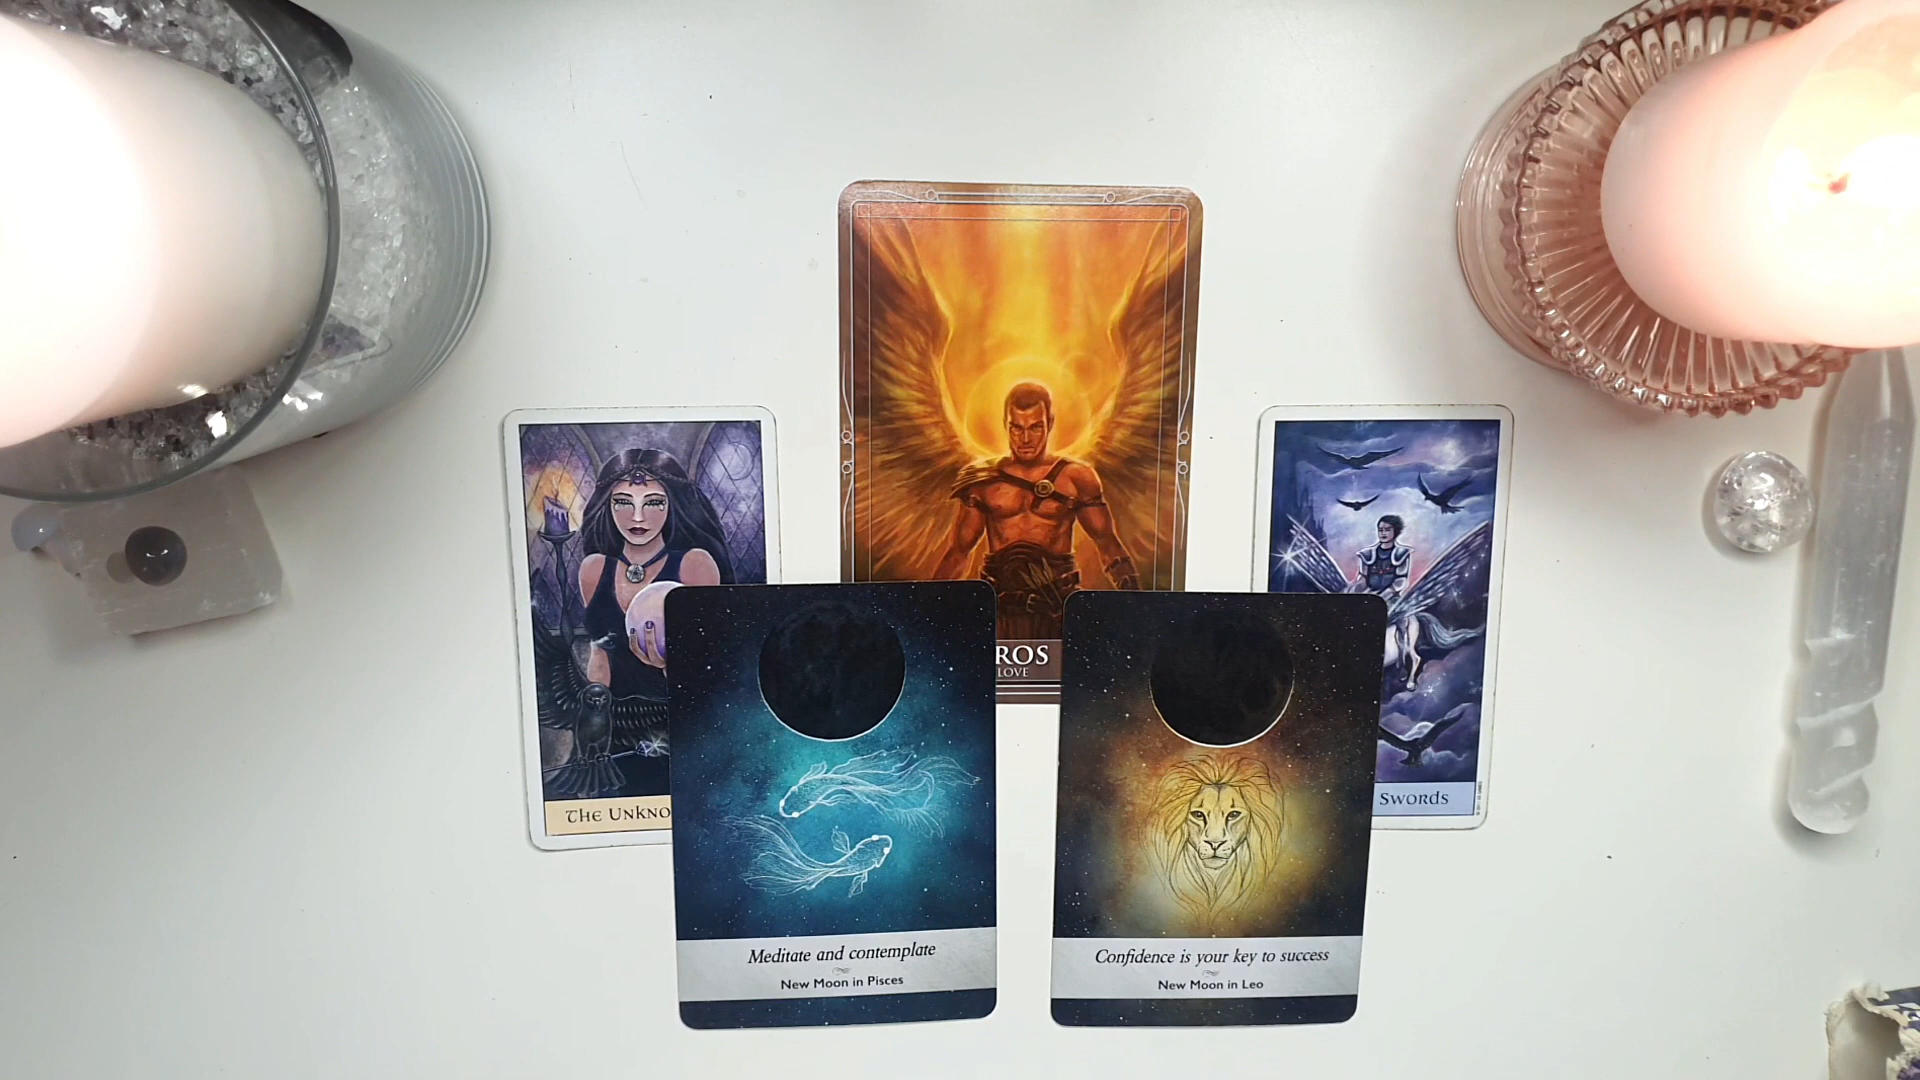 ROS
LOVE
The Unkno
Swords
Meditate and contemplate
New Moon in Pisces
Confidence is your key to success
New Moon in Leo